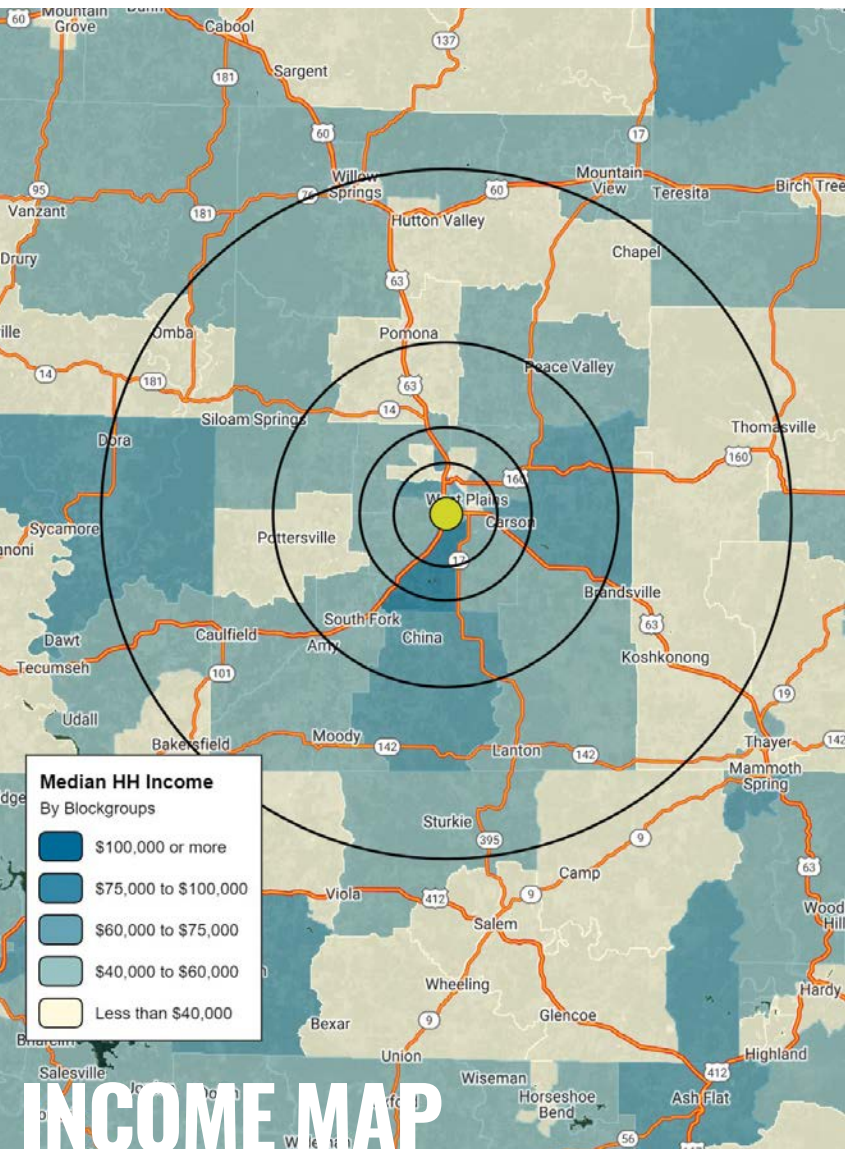 Mountain
Grove
60
Cabool
137
181
Sargent
60
17
Willow
Springs
76
Mountain
View
60
Teresita
Birch Tree
95
Vanzant
181
Hutton Valley
Drury
Chapel
63
Omba
Pomona
14
181
63
Peace Valley
14
Siloam Springs
Dora
Thomasville
160
160
West Plains
Carson
Sycamore
Pottersville
17
Brandsville
South Fork
63
Dawt
Caulfield
Amy
China
Koshkonong
Tecumseh
101
19
Udall
Bakersfield
Moody
142
Lanton
142
Thayer
142
Mammoth
Spring
Median HH Income
By Blockgroups
$100,000 or more
$75,000 to $100,000
$60,000 to $75,000
$40,000 to $60,000
Less than $40,000
Sturkie
395
9
63
Camp
Viola
412
9
Salem
Wood
Hill
Wheeling
Hardy
Bexar
9
Glencoe
Union
Highland
Salesville
Wiseman
412
Horseshoe
Bend
Ash Flat
INCOME MAP
56